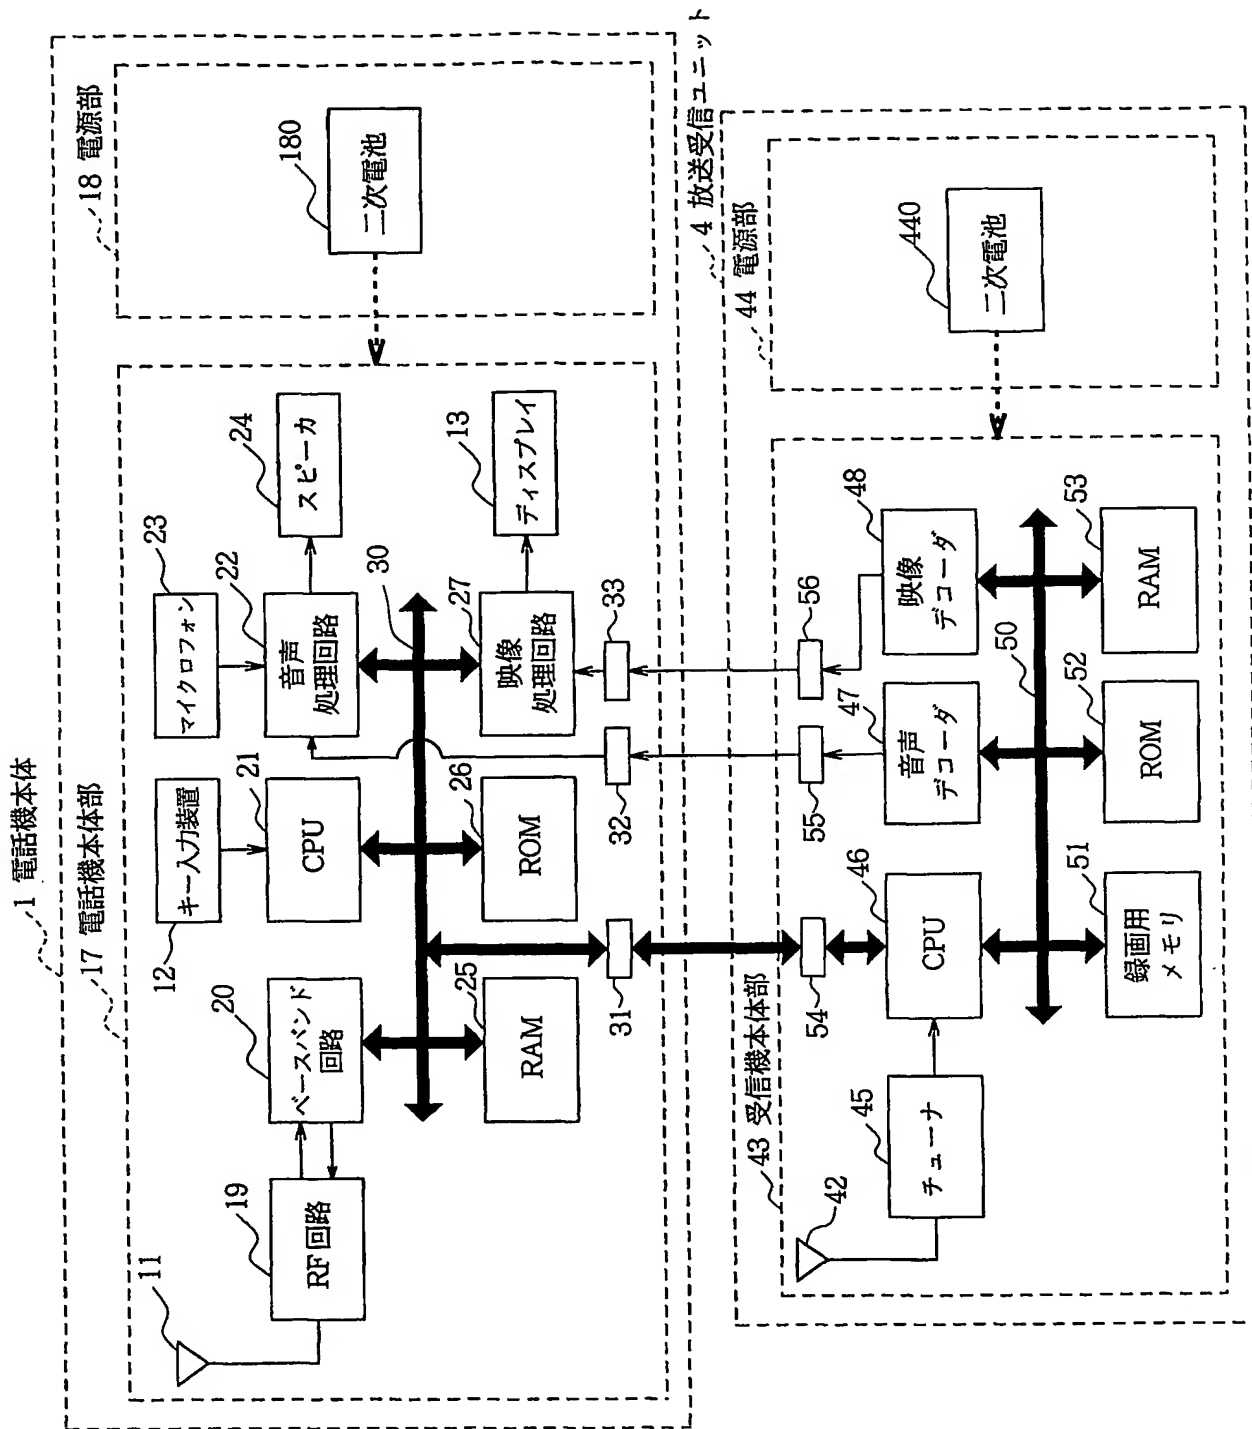 1 電話機本体
17 電話機本体部
18 電源部
11
19
RF回路
20
ベースバンド
回路
12
キー入力装置
21
CPU
23
マイクロフォン
22
音声
処理回路
24
スピーカ
180
二次電池
30
25
RAM
26
ROM
27
映像
処理回路
13
ディスプレイ
31
32
33
4 放送受信ユニット
43 受信機本体部
44 電源部
54
55
56
42
45
チューナ
46
CPU
47
音声
デコーダ
48
映像
デコーダ
440
二次電池
50
51
録画用
メモリ
52
ROM
53
RAM